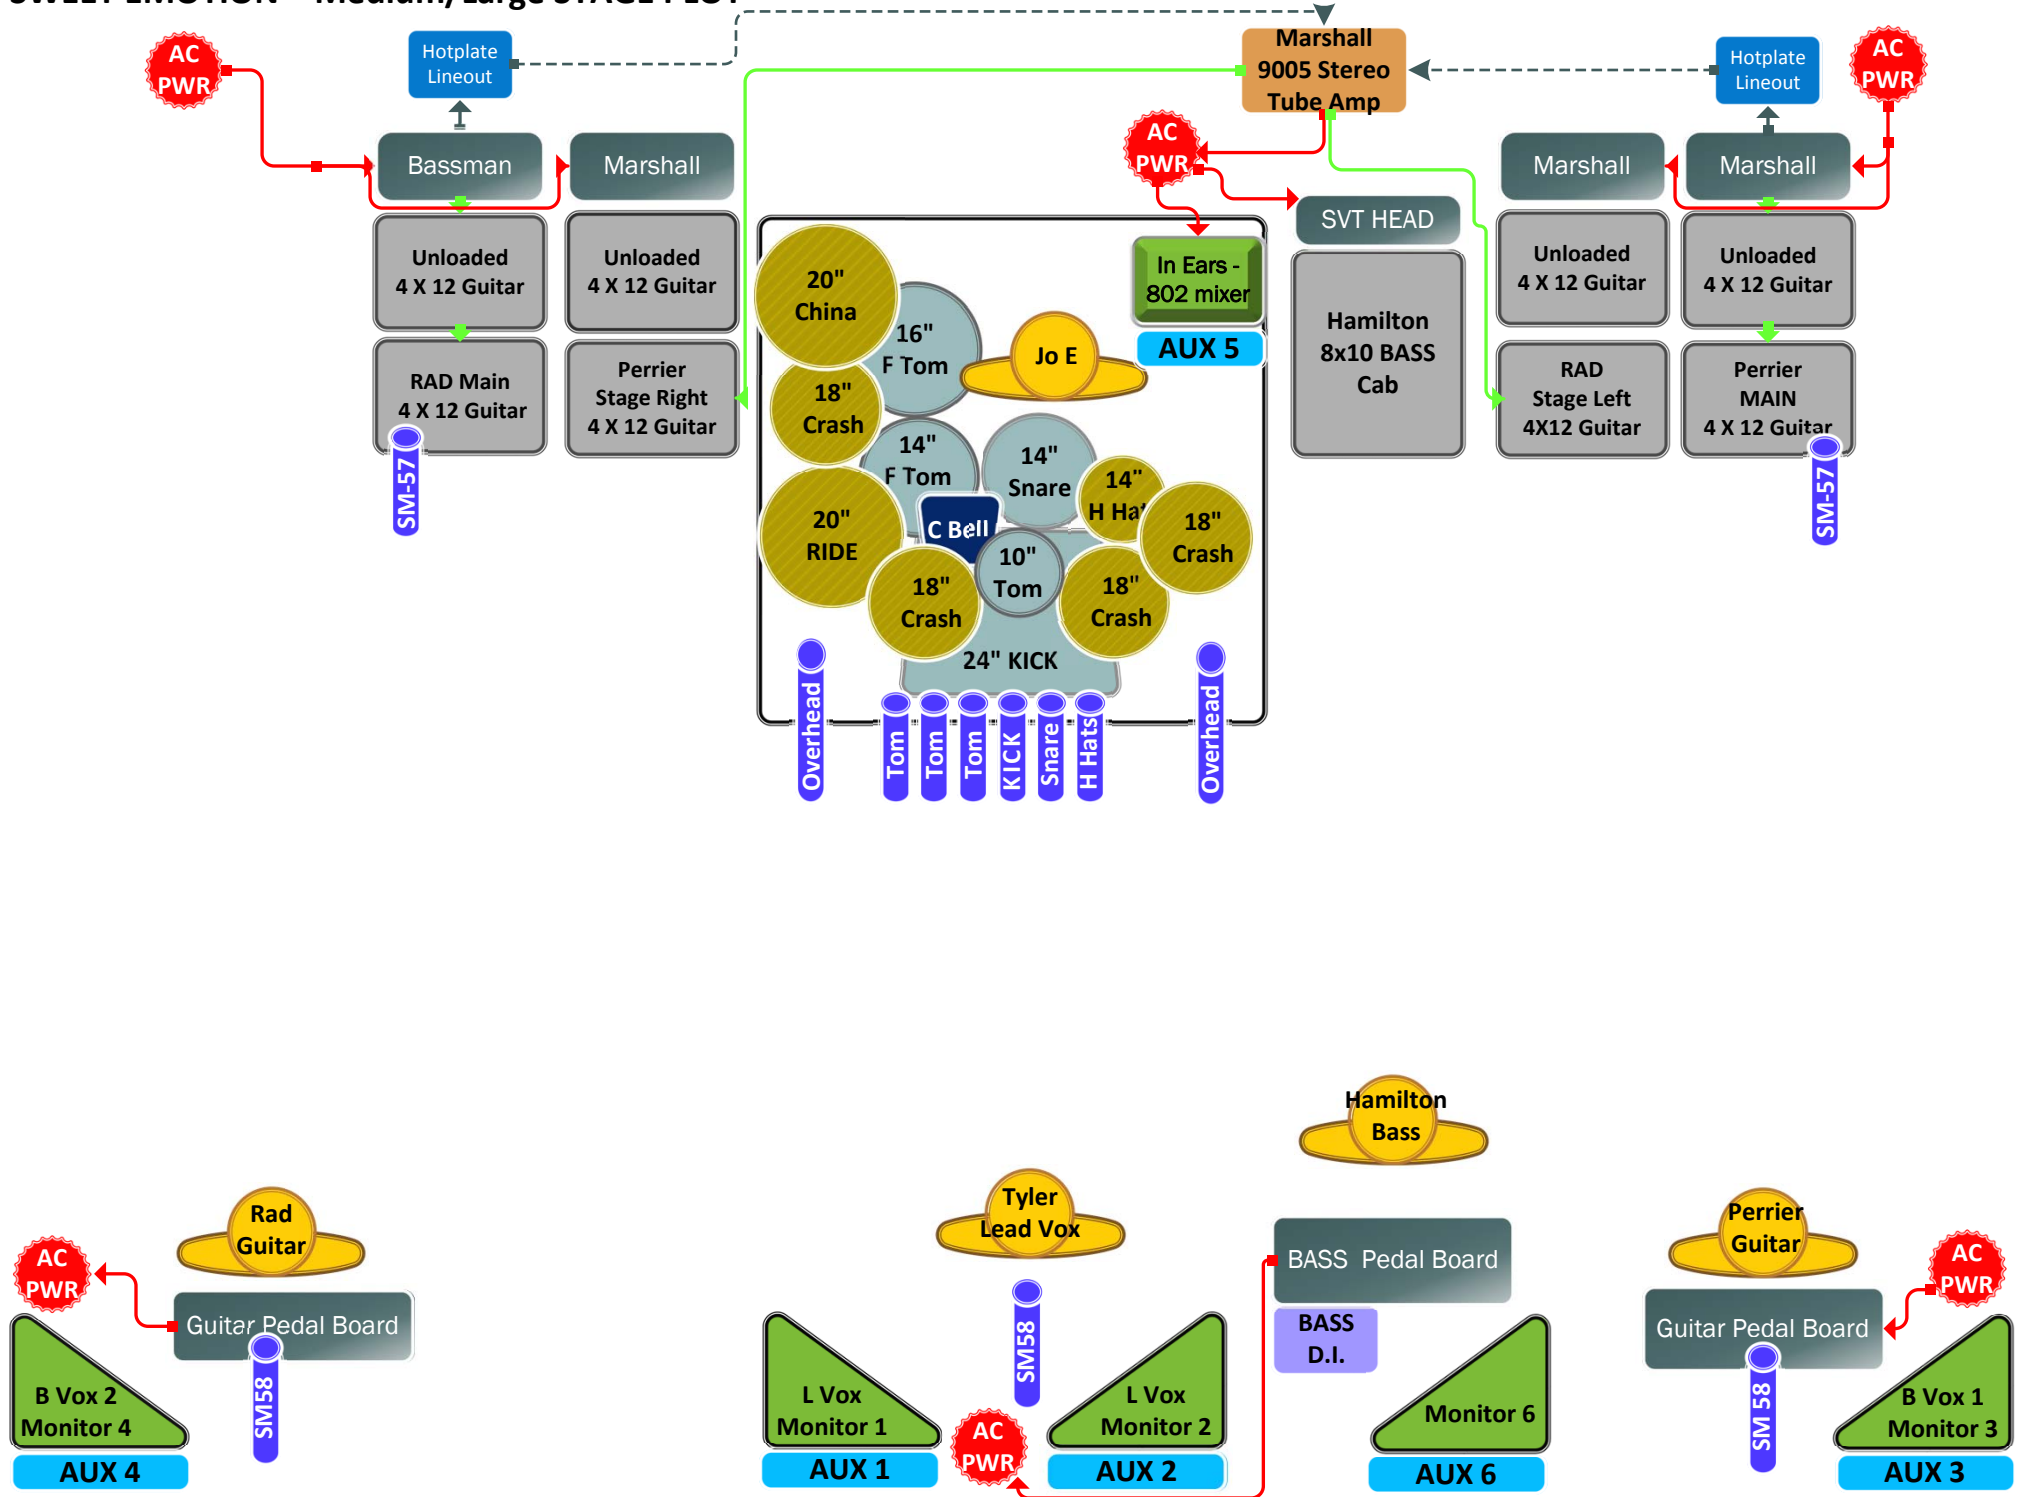 SWEET EMOTION – Medium/Large STAGE PLOT
AC
PWR
Hotplate
Lineout
Marshall
9005 Stereo
Tube Amp
Hotplate
Lineout
AC
PWR
AC
PWR
Bassman
Marshall
Marshall
Marshall
SVT HEAD
Unloaded
4 X 12 Guitar
Unloaded
4 X 12 Guitar
Unloaded
4 X 12 Guitar
Unloaded
4 X 12 Guitar
RAD Main
4 X 12 Guitar
Perrier
Stage Right
4 X 12 Guitar
Hamilton
8x10 BASS
Cab
RAD
Stage Left
4X12 Guitar
Perrier
MAIN
4 X 12 Guitar
SM-57
SM-57
In Ears -
802 mixer
AUX 5
20"
China
16"
F Tom
Jo E
18"
Crash
14"
F Tom
14"
Snare
14"
H Hat
20"
RIDE
C Bell
18"
Crash
10"
Tom
18"
Crash
18"
Crash
24" KICK
Overhead
Tom
Tom
Tom
KICK
Snare
H Hats
Overhead
Hamilton
Bass
Rad
Guitar
Tyler
Lead Vox
Perrier
Guitar
AC
PWR
Guitar Pedal Board
BASS Pedal Board
Guitar Pedal Board
AC
PWR
SM58
SM58
BASS
D.I.
SM 58
B Vox 2
Monitor 4
L Vox
Monitor 1
AC
PWR
L Vox
Monitor 2
Monitor 6
B Vox 1
Monitor 3
AUX 4
AUX 1
AUX 2
AUX 6
AUX 3